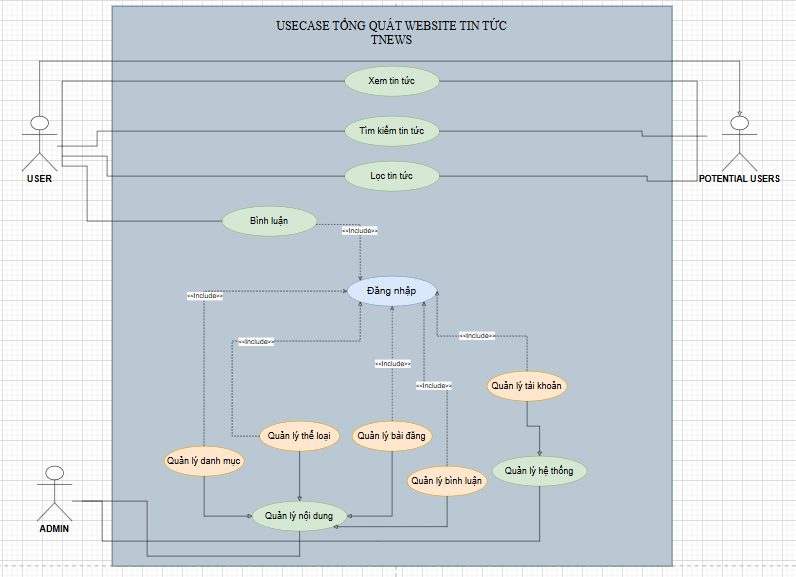 USECASE TỔNG QUÁT WEBSITE TIN TỨC
TNEWS
Xem tin tức
Tìm kiếm tin tức
USER
Lọc tin tức
POTENTIAL USERS
Bình luận
<<Include>>
Đăng nhập
<<Include>>
<<Include>>
<<Include>>
<<Include>>
<<Include>>
Quản lý tài khoản
Quản lý thể loại
Quản lý bài đăng
Quản lý danh mục
Quản lý hệ thống
Quản lý bình luận
Quản lý nội dung
ADMIN